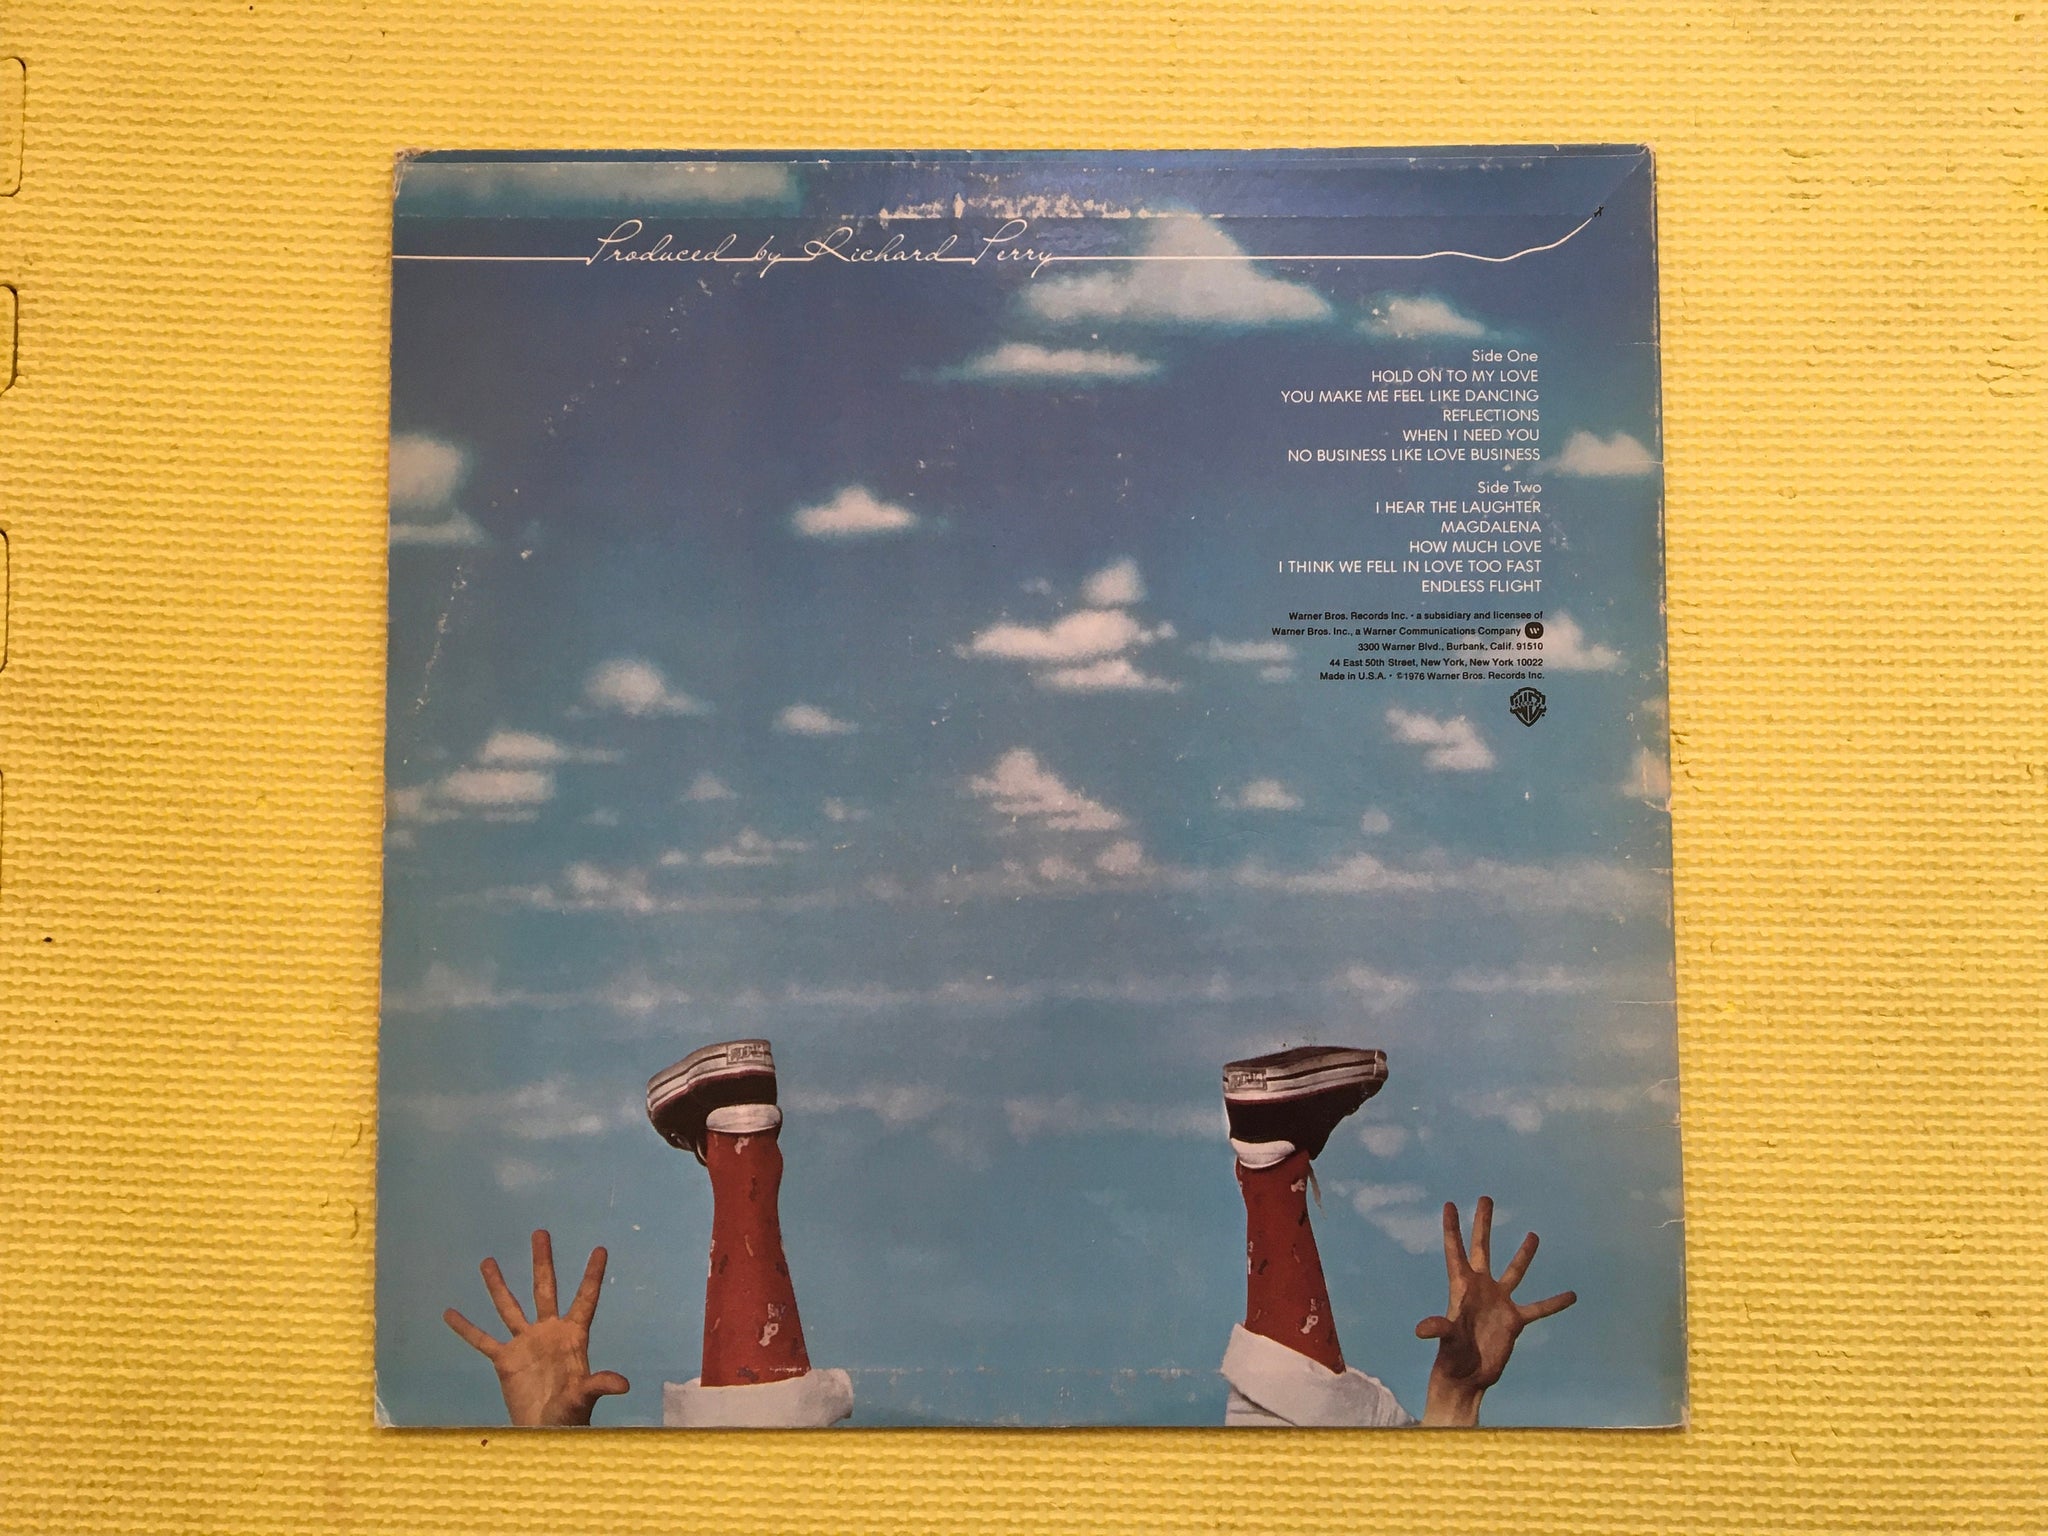 Produced by Richard Perry
Side One
HOLD ON TO MY LOVE
YOU MAKE ME FEEL LIKE DANCING
REFLECTIONS
WHEN I NEED YOU
NO BUSINESS LIKE LOVE BUSINESS
Side Two
I HEAR THE LAUGHTER
MAGDALENA
HOW MUCH LOVE
I THINK WE FELL IN LOVE TOO FAST
ENDLESS FLIGHT
Warner Bros. Records Inc. • a subsidiary and licensee of
Warner Bros. Inc., a Warner Communications Company
3300 Warner Blvd., Burbank, Calif. 91510
44 East 50th Street, New York, New York 10022
Made in U.S.A. • ©1976 Warner Bros. Records Inc.